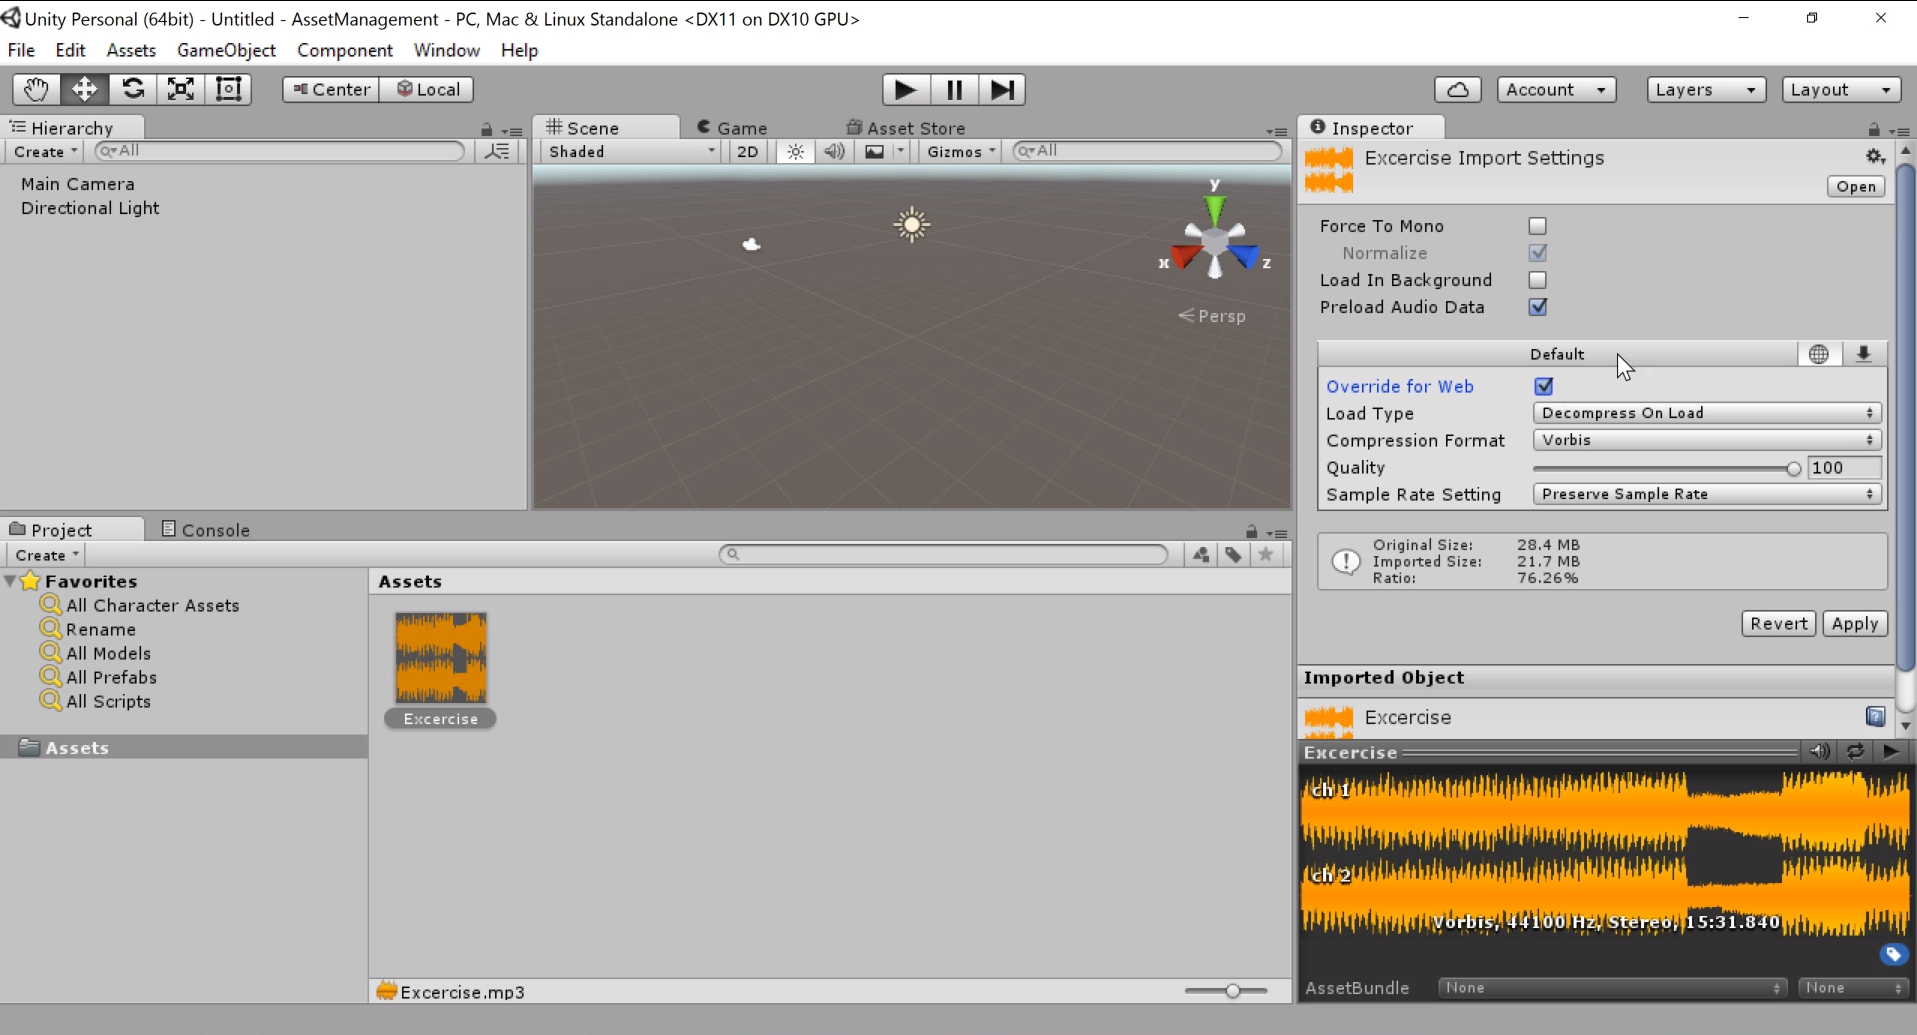 Unity Personal (64bit) - Untitled - AssetManagement - PC, Mac & Linux Standalone <DX11 on DX10 GPU>
File Edit Assets GameObject Component Window Help
Center Local Account Layers Layout
Hierarchy
Create All
Main Camera
Directional Light
Scene Game Asset Store
Shaded 2D Gizmos All
y
x z
Persp
Inspector
Excercise Import Settings
Open
Force To Mono
Normalize
Load In Background
Preload Audio Data
Default
Override for Web
Load Type Decompress On Load
Compression Format Vorbis
Quality 100
Sample Rate Setting Preserve Sample Rate
Original Size: 28.4 MB
Imported Size: 21.7 MB
Ratio: 76.26%
Revert Apply
Imported Object
Excercise
Excercise
ch 1
ch 2
Vorbis, 44100 Hz, Stereo, 15:31.840
AssetBundle None None
Project Console
Create
Favorites
All Character Assets
Rename
All Models
All Prefabs
All Scripts
Assets
Assets
Excercise
Excercise.mp3